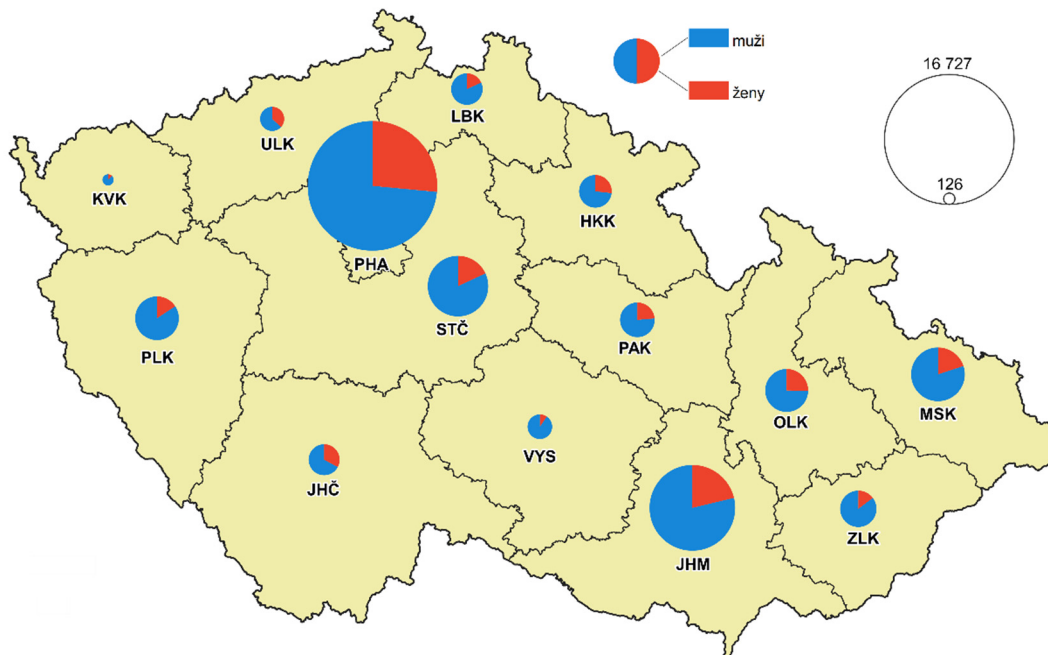 muži
ženy
16 727
126
LBK
ULK
KVK
HKK
PHA
STČ
PAK
PLK
MSK
OLK
VYS
JHČ
ZLK
JHM